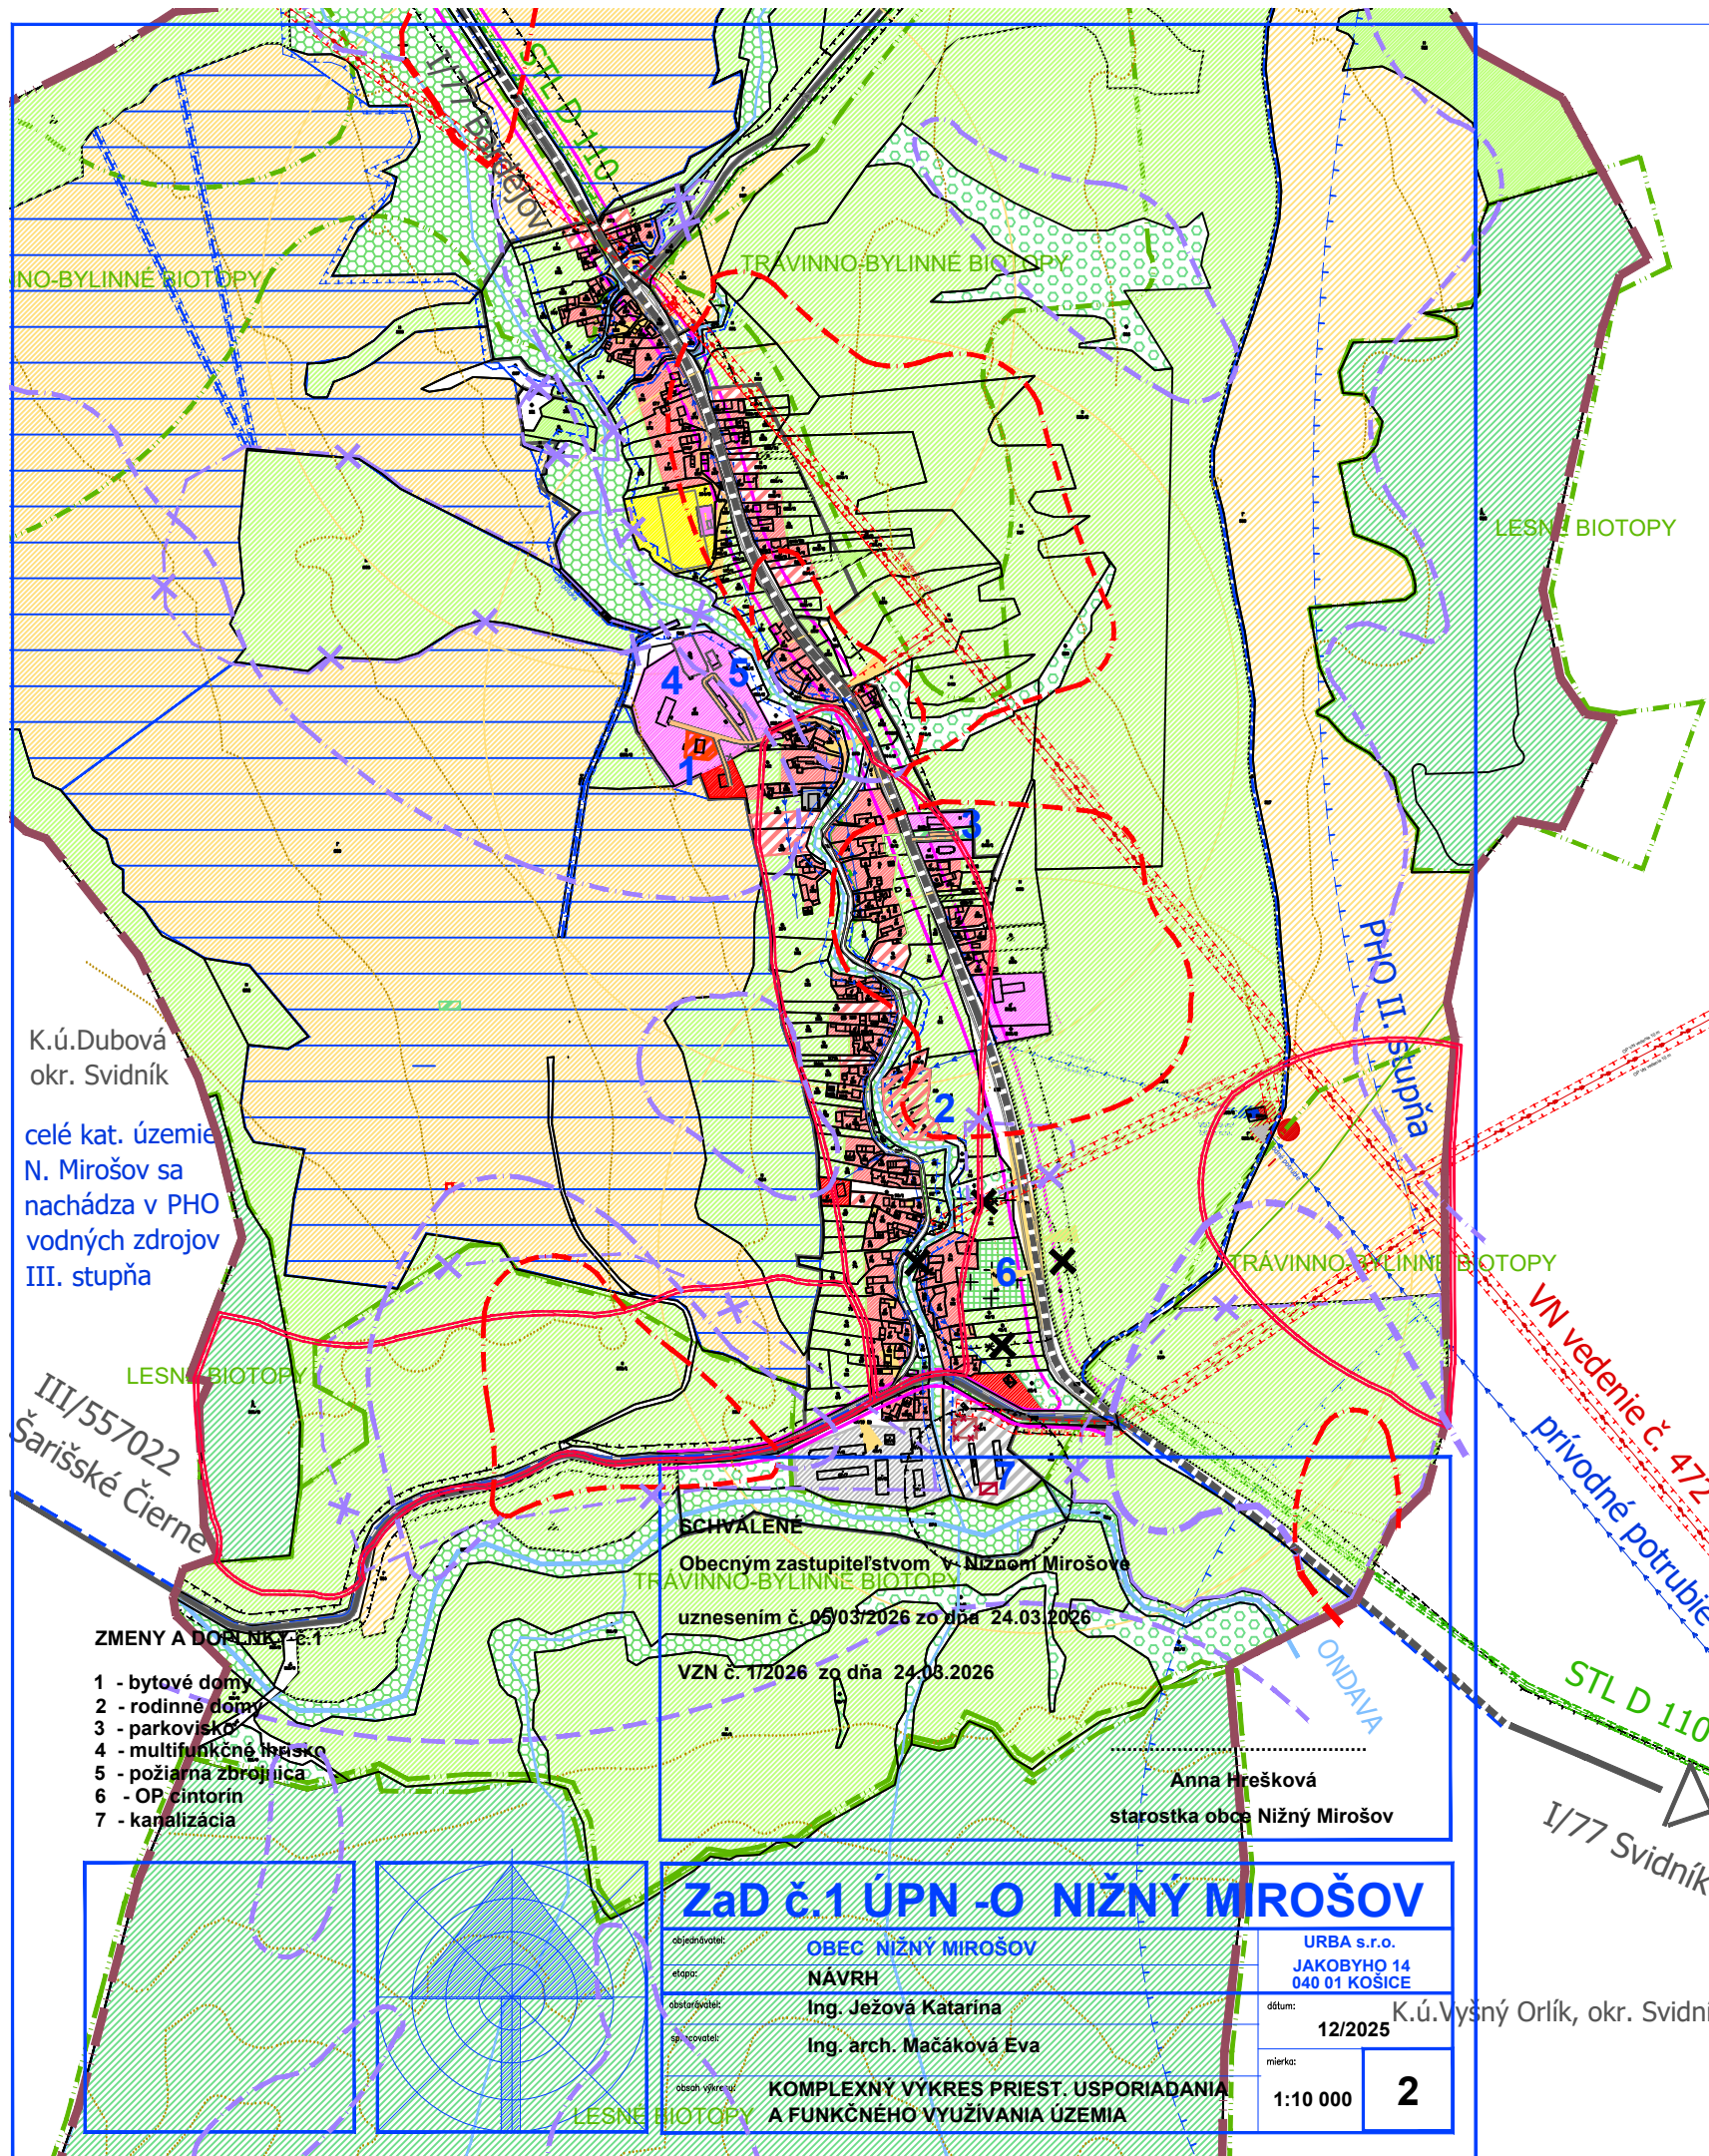 I/77 Bardejov
STL D 110
TRÁVINNO-BYLINNÉ BIOTOPY
NO-BYLINNÉ BIOTOPY
LESNÉ BIOTOPY
4
5
1
3
PHO II. stupňa
K.ú.Dubová
okr. Svidník
celé kat. územie
N. Mirošov sa
nachádza v PHO
vodných zdrojov
III. stupňa
2
6
TRÁVINNO-BYLINNÉ BIOTOPY
VN vedenie č. 472
prívodné potrubie
LESNÉ BIOTOPY
III/557022
Šarišské Čierne
7
SCHVÁLENÉ
Obecným zastupiteľstvom v Nižnom Mirošove
TRÁVINNO-BYLINNÉ BIOTOPY
uznesením č. 05/03/2026 zo dňa 24.03.2026
VZN č. 1/2026 zo dňa 24.03.2026
ONDAVA
STL D 110
I/77 Svidník
ZMENY A DOPLNKY č.1
1 - bytové domy
2 - rodinné domy
3 - parkovisko
4 - multifunkčné ihrisko
5 - požiarna zbrojnica
6 - OP cintorín
7 - kanalizácia
Anna Hrešková
starostka obce Nižný Mirošov
ZaD č.1 ÚPN -O NIŽNÝ MIROŠOV
objednávateľ:
OBEC NIŽNÝ MIROŠOV
URBA s.r.o.
JAKOBYHO 14
040 01 KOŠICE
etapa:
NÁVRH
obstarávateľ:
Ing. Ježová Katarína
dátum:
12/2025
K.ú.Vyšný Orlík, okr. Svidní
spracovateľ:
Ing. arch. Mačáková Eva
mierka:
1:10 000
2
obsah výkresu:
KOMPLEXNÝ VÝKRES PRIEST. USPORIADANIA
A FUNKČNÉHO VYUŽÍVANIA ÚZEMIA
LESNÉ BIOTOPY